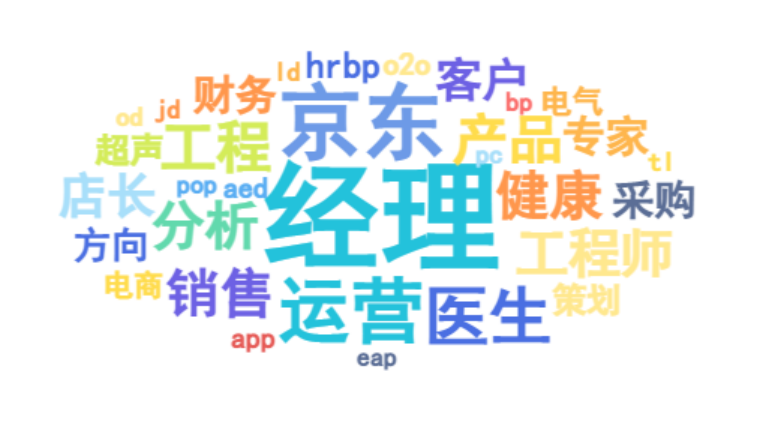 ld hrbp o2o 客户
财务 京东 bp 电气
od jd
超声 工程 产品 专家
pc tl
店长 pop aed 经理 健康 采购
方向 分析 工程师
电商 销售 运营 医生 策划
app eap